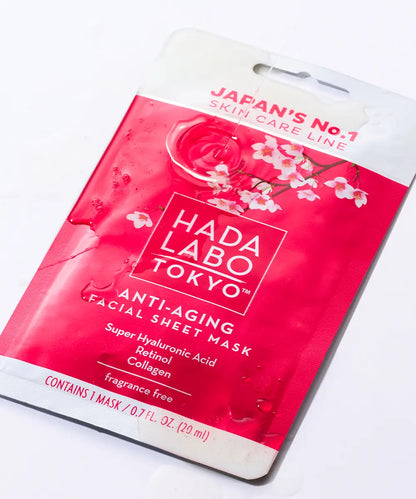 JAPAN'S No.1
SKIN CARE LINE
HADA
LABO
TOKYO™
ANTI-AGING
FACIAL SHEET MASK
Super Hyaluronic Acid
Retinol
Collagen
fragrance free
CONTAINS 1 MASK / 0.7 FL. OZ. (20 ml)